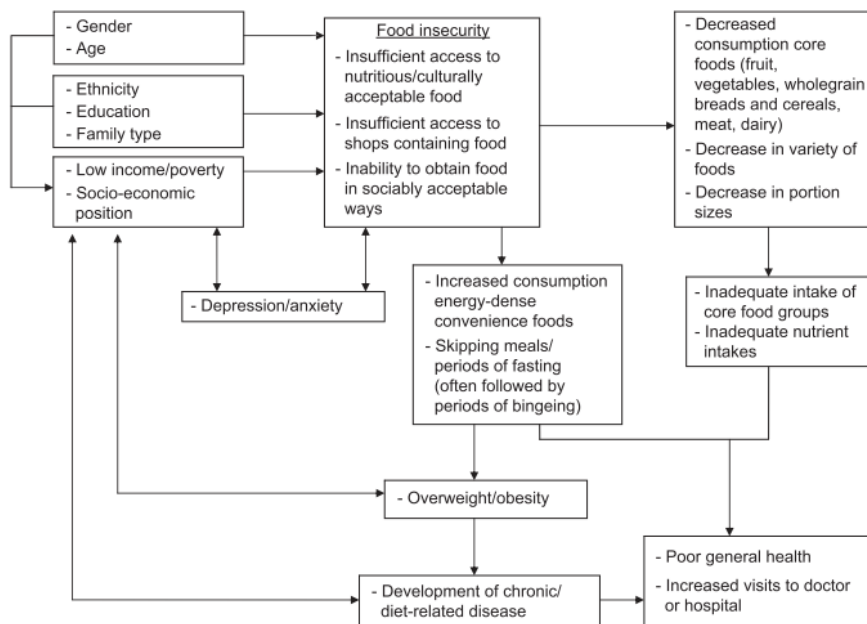 - Gender
- Age
- Ethnicity
- Education
- Family type
- Low income/poverty
- Socio-economic
position
Food insecurity
- Insufficient access to
nutritious/culturally
acceptable food
- Insufficient access to
shops containing food
- Inability to obtain food
in sociably acceptable
ways
- Decreased
consumption core
foods (fruit,
vegetables, wholegrain
breads and cereals,
meat, dairy)
- Decrease in variety of
foods
- Decrease in portion
sizes
- Depression/anxiety
- Increased consumption
energy-dense
convenience foods
- Skipping meals/
periods of fasting
(often followed by
periods of bingeing)
- Inadequate intake of
core food groups
- Inadequate nutrient
intakes
- Overweight/obesity
- Development of chronic/
diet-related disease
- Poor general health
- Increased visits to doctor
or hospital